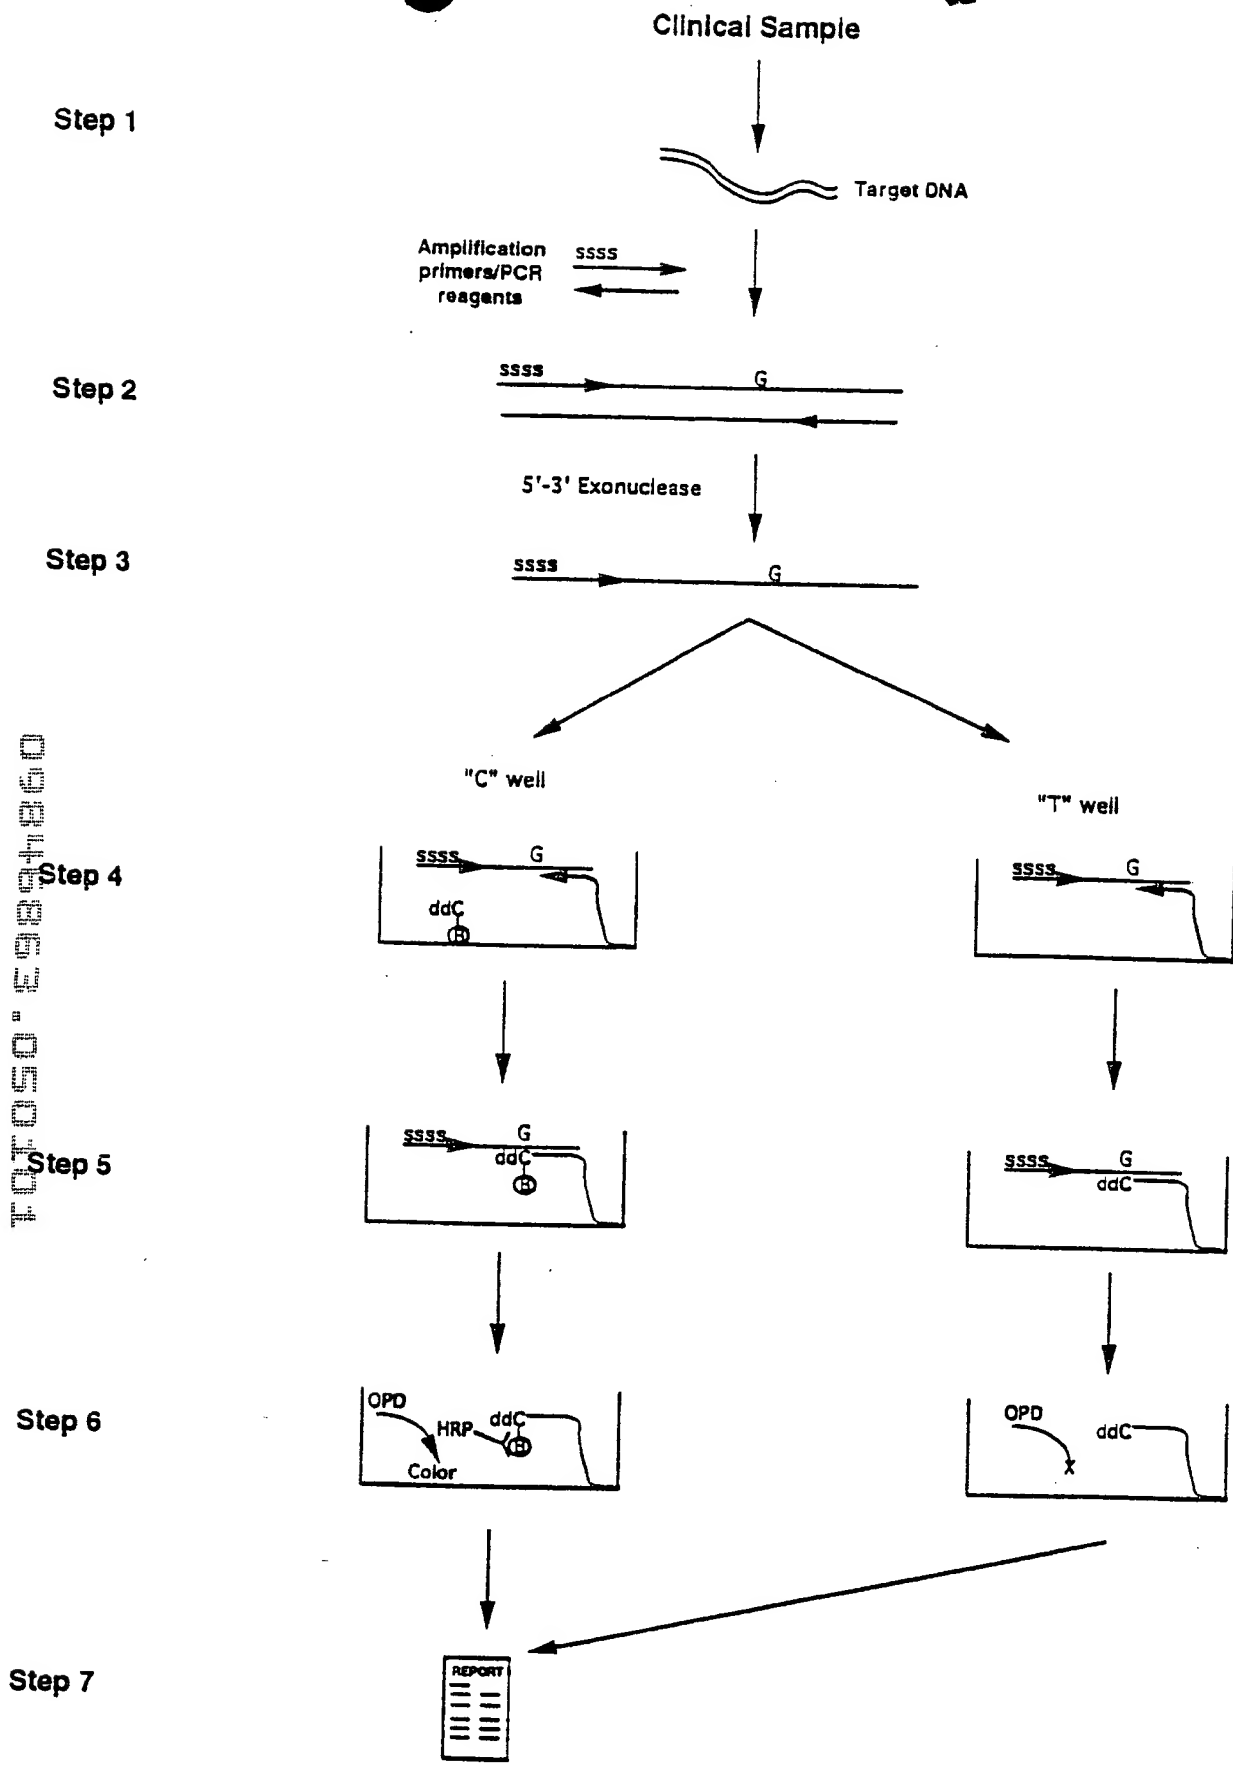 Clinical Sample
Step 1
Target DNA
Amplification
primers/PCR
reagents
ssss
Step 2
ssss
G
5'-3' Exonuclease
Step 3
ssss
G
"C" well
"T" well
Step 4
ssss
G
ddC
B
ssss
G
Step 5
ssss
G
ddC
B
ssss
G
ddC
Step 6
OPD
HRP
ddC
B
Color
OPD
ddC
X
Step 7
REPORT
09846893.050101